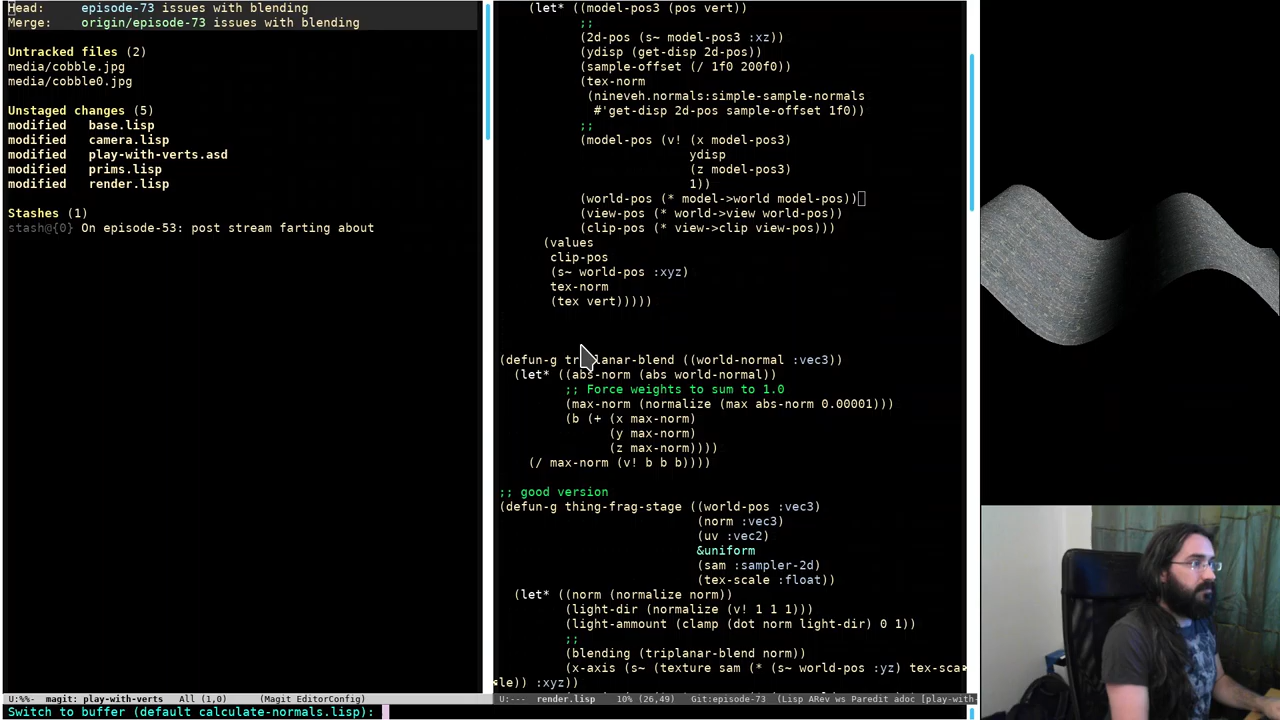 Head:     episode-73 issues with blending
Merge:    origin/episode-73 issues with blending
Untracked files (2)
media/cobble.jpg
media/cobble0.jpg
Unstaged changes (5)
modified   base.lisp
modified   camera.lisp
modified   play-with-verts.asd
modified   prims.lisp
modified   render.lisp
Stashes (1)
stash@{0} On episode-53: post stream farting about
U:%%-  magit: play-with-verts   All (1,0)     (Magit EditorConfig)
(let* ((model-pos3 (pos vert))
;;
(2d-pos (s~ model-pos3 :xz))
(ydisp (get-disp 2d-pos))
(sample-offset (/ 1f0 200f0))
(tex-norm
(nineveh.normals:simple-sample-normals
#'get-disp 2d-pos sample-offset 1f0))
;;
(model-pos (v! (x model-pos3)
ydisp
(z model-pos3)
1))
(world-pos (* model->world model-pos))
(view-pos (* world->view world-pos))
(clip-pos (* view->clip view-pos)))
(values
clip-pos
(s~ world-pos :xyz)
tex-norm
(tex vert)))))
(defun-g triplanar-blend ((world-normal :vec3))
(let* ((abs-norm (abs world-normal))
;; Force weights to sum to 1.0
(max-norm (normalize (max abs-norm 0.00001)))
(b (+ (x max-norm)
(y max-norm)
(z max-norm))))
(/ max-norm (v! b b b))))
;; good version
(defun-g thing-frag-stage ((world-pos :vec3)
(norm :vec3)
(uv :vec2)
&uniform
(sam :sampler-2d)
(tex-scale :float))
(let* ((norm (normalize norm))
(light-dir (normalize (v! 1 1 1)))
(light-ammount (clamp (dot norm light-dir) 0 1))
;;
(blending (triplanar-blend norm))
(x-axis (s~ (texture sam (* (s~ world-pos :yz) tex-sca
le)) :xyz))
U:---  render.lisp    10% (26,49)    Git:episode-73  (Lisp ARev ws Paredit adoc [play-with-
Switch to buffer (default calculate-normals.lisp):